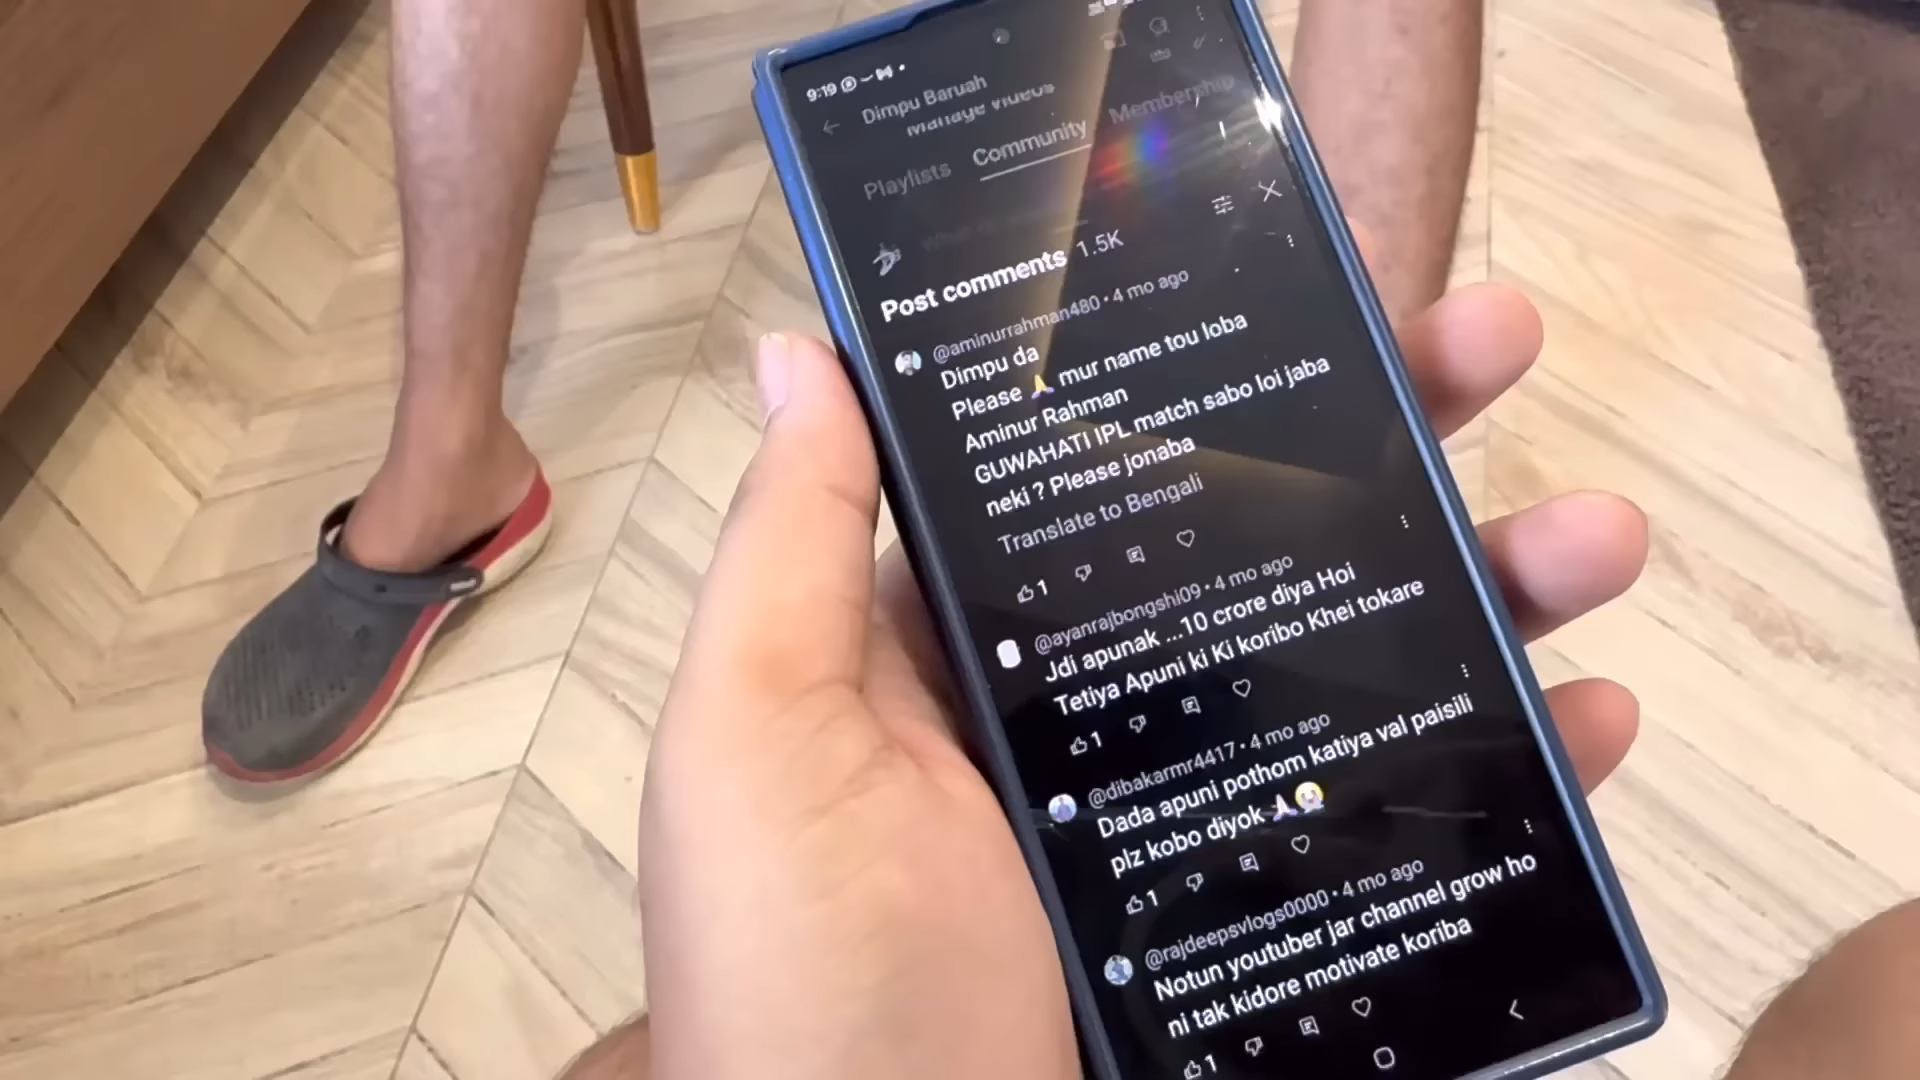 9:19
Dimpu Baruah
Manage videos
Playlists Community Membership
Post comments 1.5K
@aminurrahman480 • 4 mo ago
Dimpu da
Please 🙏 mur name tou loba
Aminur Rahman
GUWAHATI IPL match sabo loi jaba
neki ? Please jonaba
Translate to Bengali
1
@ayanrajbongshi09 • 4 mo ago
Jdi apunak ...10 crore diya Hoi
Tetiya Apuni ki Ki koribo Khei tokare
1
@dibakarmr4417 • 4 mo ago
Dada apuni pothom katiya val paisili
plz kobo diyok 🙏😭
1
@rajdeepsvlogs0000 • 4 mo ago
Notun youtuber jar channel grow ho
ni tak kidore motivate koriba
1